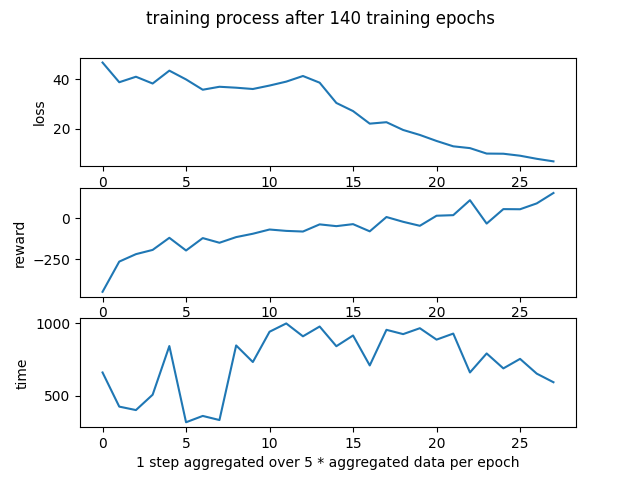 training process after 140 training epochs
40
20
loss
0 5 10 15 20 25
0
−250
reward
0 5 10 15 20 25
1000
500
time
0 5 10 15 20 25
1 step aggregated over 5 * aggregated data per epoch